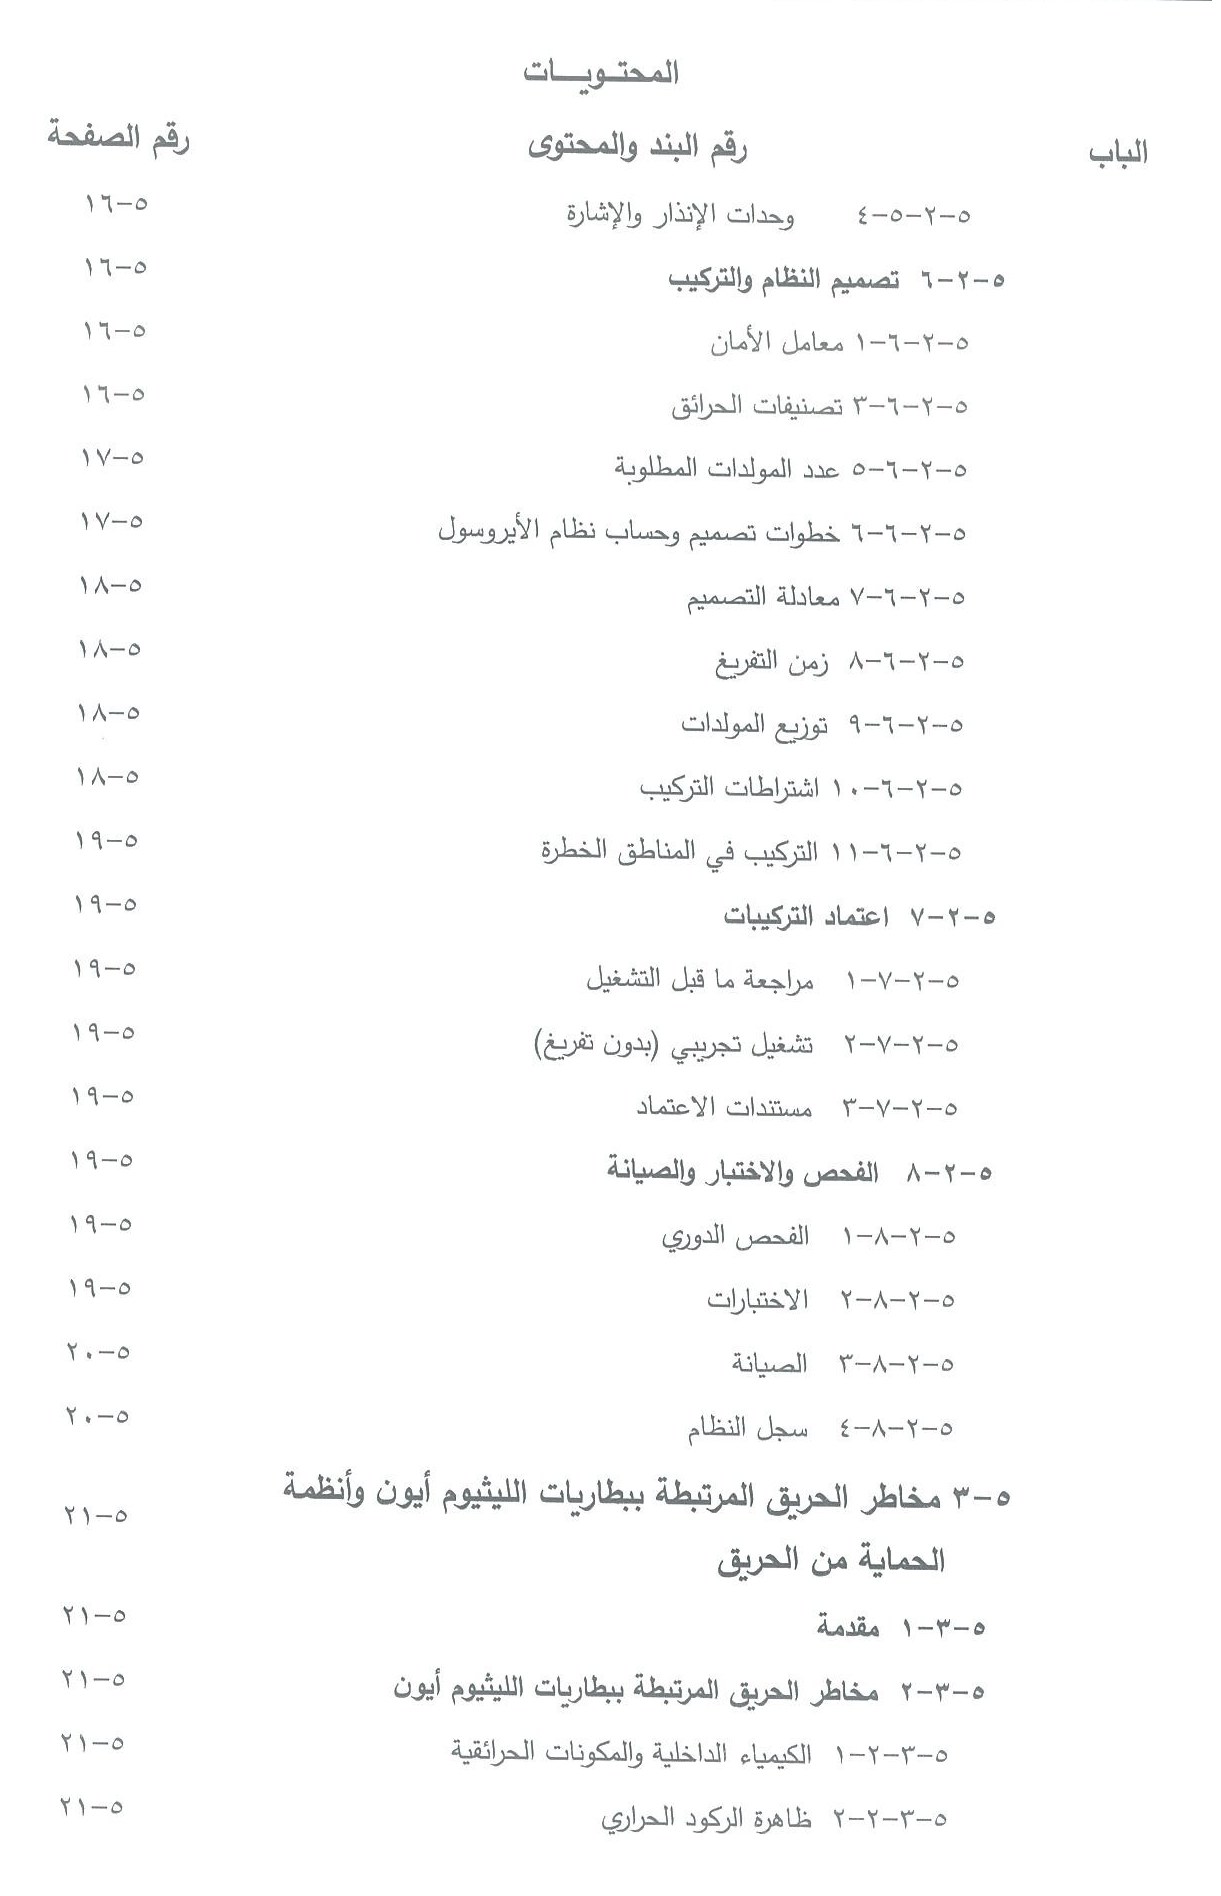 المحتويات
الباب رقم البند والمحتوى رقم الصفحة
٥-٢-٥-٤ وحدات الإنذار والإشارة ٥-١٦
٥-٢-٦ تصميم النظام والتركيب ٥-١٦
٥-٢-٦-١ معامل الأمان ٥-١٦
٥-٢-٦-٣ تصنيفات الحرائق ٥-١٦
٥-٢-٦-٥ عدد المولدات المطلوبة ٥-١٧
٥-٢-٦-٦ خطوات تصميم وحساب نظام الأيروسول ٥-١٧
٥-٢-٦-٧ معادلة التصميم ٥-١٨
٥-٢-٦-٨ زمن التفريغ ٥-١٨
٥-٢-٦-٩ توزيع المولدات ٥-١٨
٥-٢-٦-١٠ اشتراطات التركيب ٥-١٨
٥-٢-٦-١١ التركيب في المناطق الخطرة ٥-١٩
٥-٢-٧ اعتماد التركيبات ٥-١٩
٥-٢-٧-١ مراجعة ما قبل التشغيل ٥-١٩
٥-٢-٧-٢ تشغيل تجريبي (بدون تفريغ) ٥-١٩
٥-٢-٧-٣ مستندات الاعتماد ٥-١٩
٥-٢-٨ الفحص والاختبار والصيانة ٥-١٩
٥-٢-٨-١ الفحص الدوري ٥-١٩
٥-٢-٨-٢ الاختبارات ٥-١٩
٥-٢-٨-٣ الصيانة ٥-٢٠
٥-٢-٨-٤ سجل النظام ٥-٢٠
٥-٣ مخاطر الحريق المرتبطة ببطاريات الليثيوم أيون وأنظمة ٥-٢١
الحماية من الحريق
٥-٣-١ مقدمة ٥-٢١
٥-٣-٢ مخاطر الحريق المرتبطة ببطاريات الليثيوم أيون ٥-٢١
٥-٣-٢-١ الكيمياء الداخلية والمكونات الحرائقية ٥-٢١
٥-٣-٢-٢ ظاهرة الركود الحراري ٥-٢١